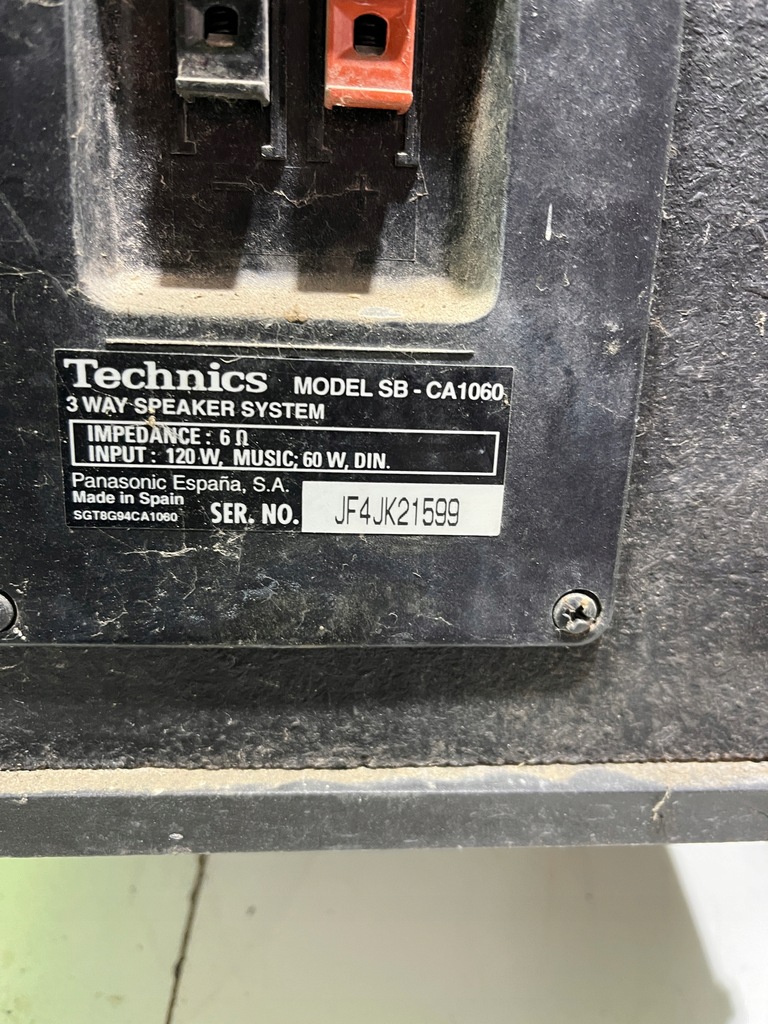 Technics MODEL SB - CA1060
3 WAY SPEAKER SYSTEM
IMPEDANCE : 6 Ω
INPUT : 120 W, MUSIC; 60 W, DIN.
Panasonic España, S.A.
Made in Spain
SGT8G94CA1060 SER. NO. JF4JK21599